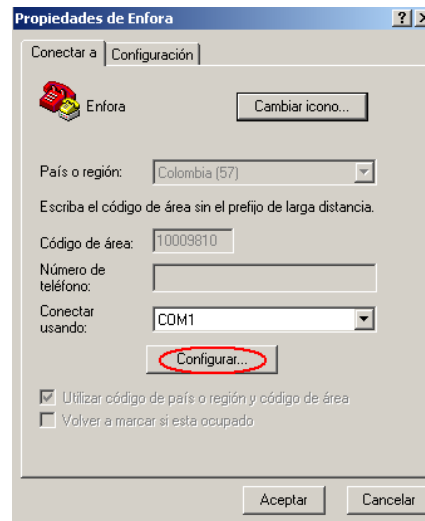 Propiedades de Enfora
Conectar a
Configuración
Enfora
Cambiar icono...
País o región:
Colombia (57)
Escriba el código de área sin el prefijo de larga distancia.
Código de área:
10009810
Número de
teléfono:
Conectar
usando:
COM1
Configurar...
Utilizar código de país o región y código de área
Volver a marcar si esta ocupado
Aceptar
Cancelar